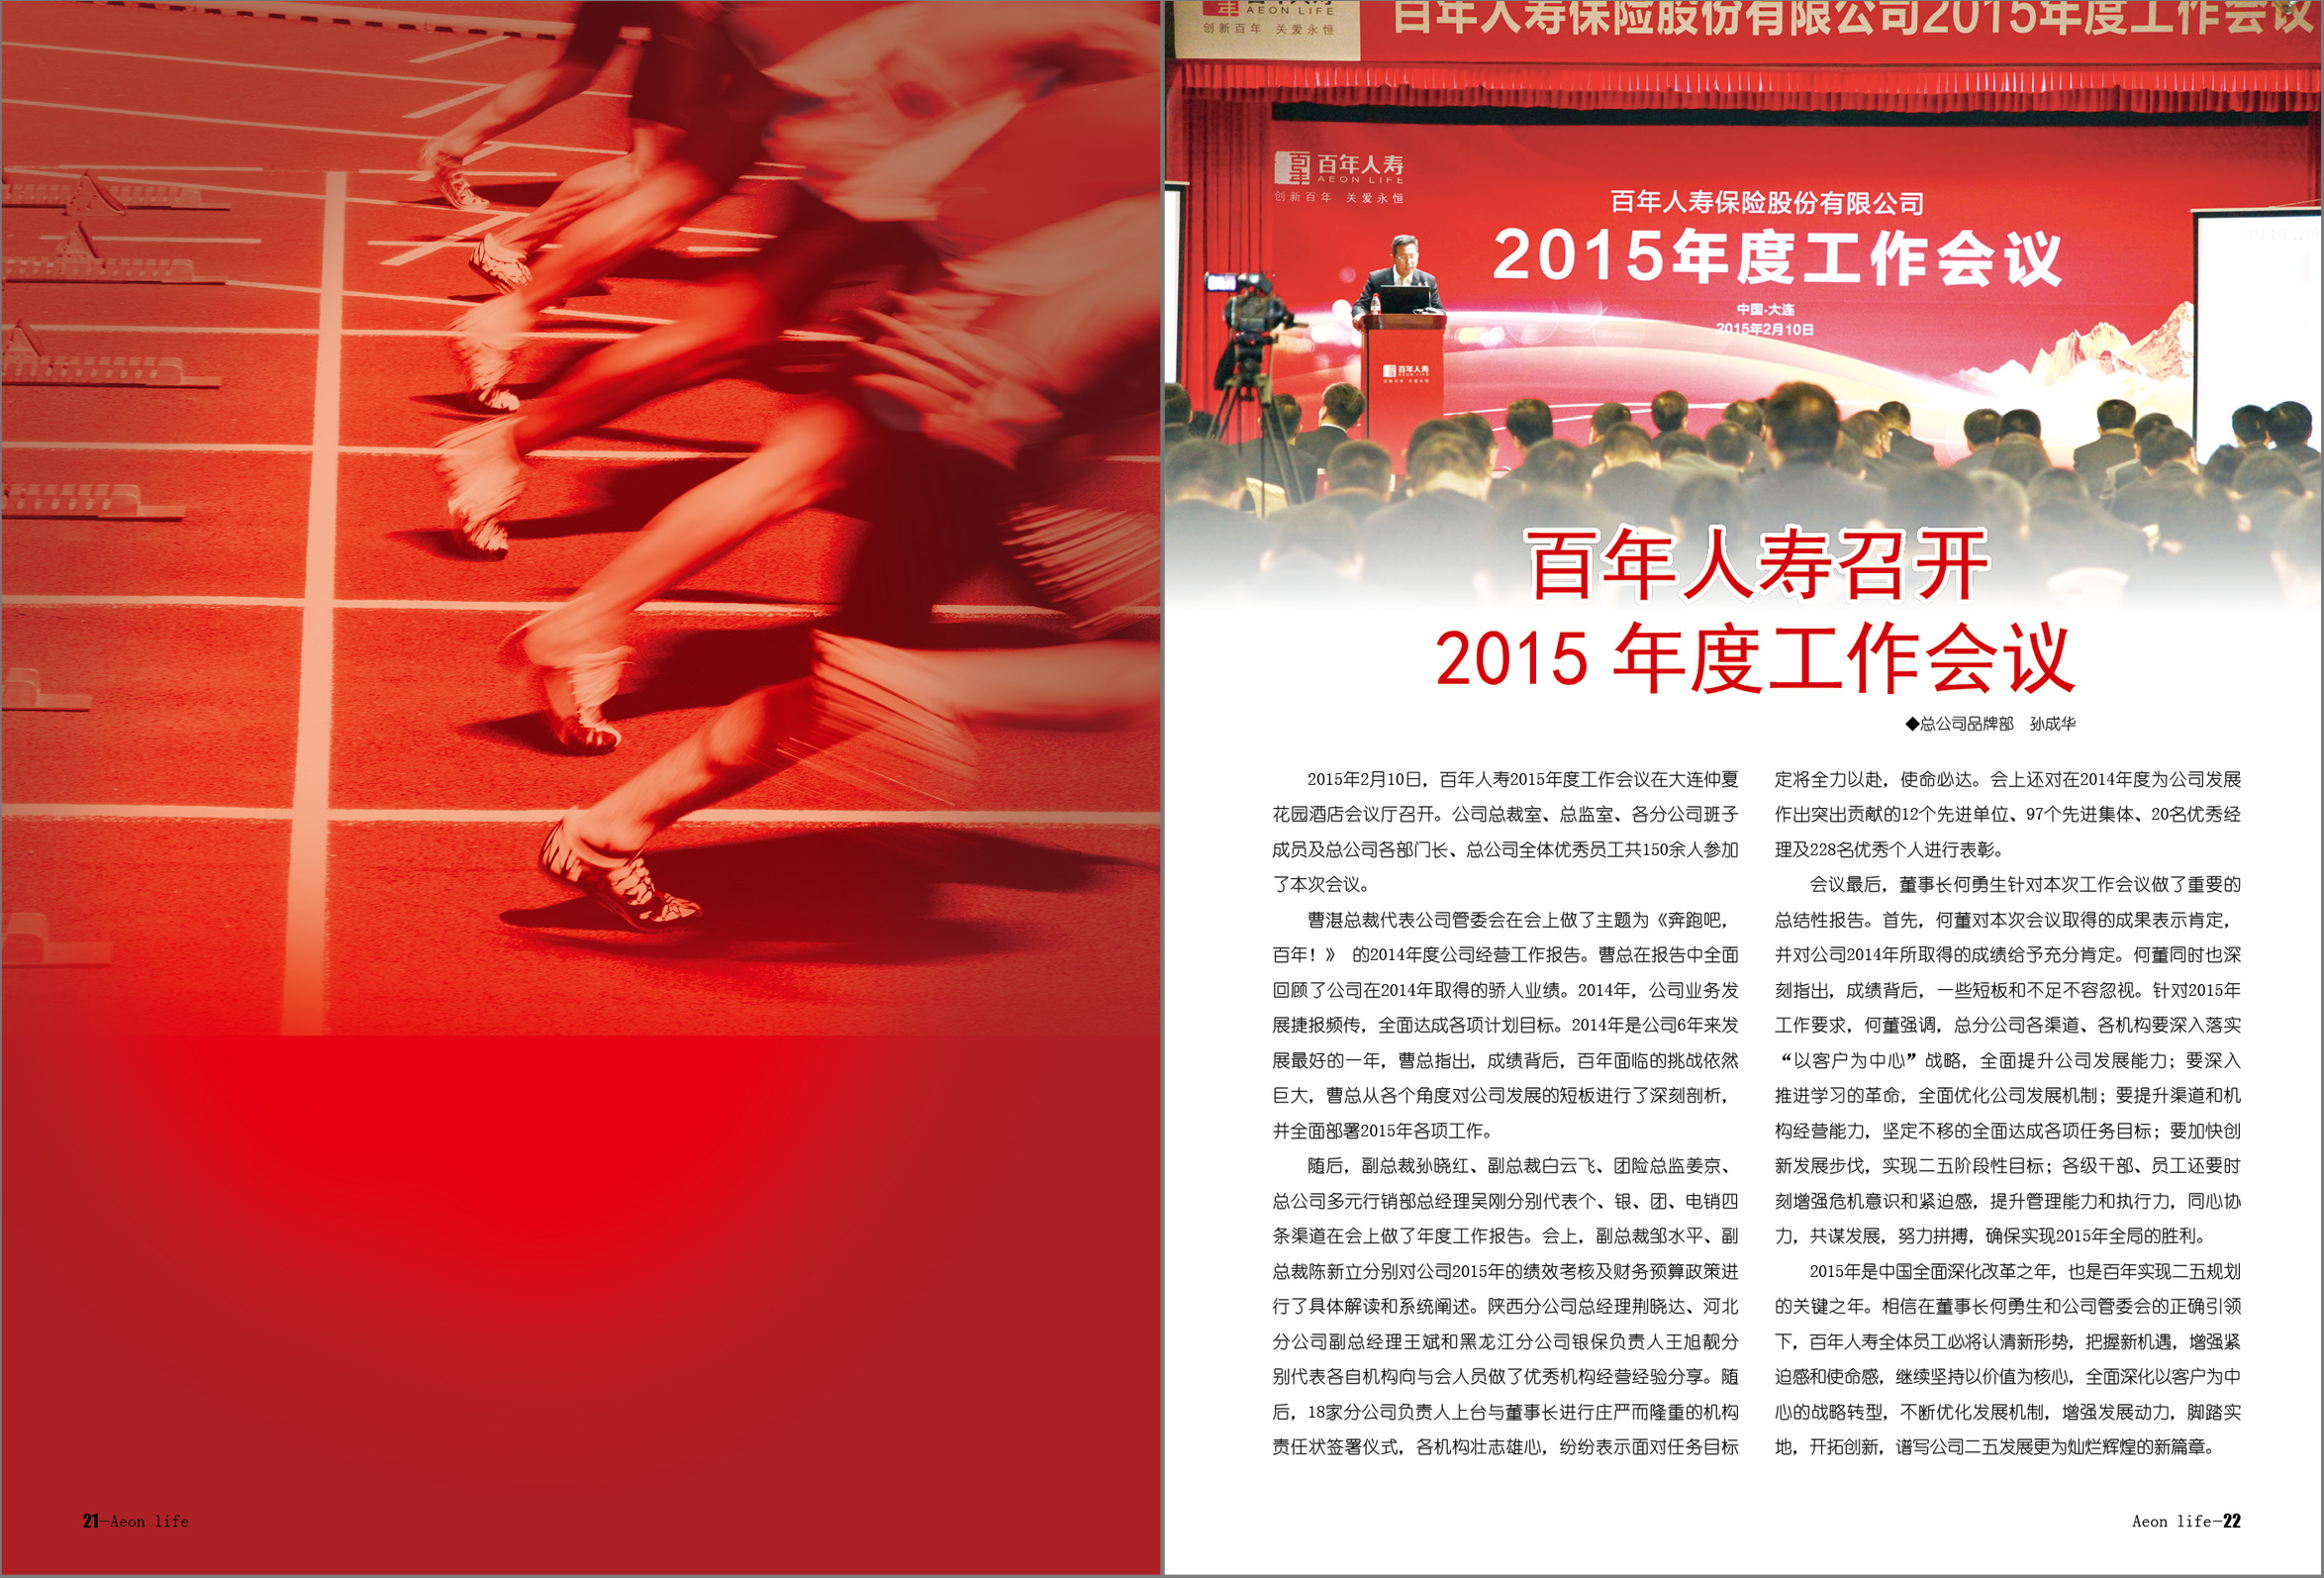 21-Aeon life
AEON LIFE
创新百年 关爱永恒
百年人寿保险股份有限公司2015年度工作会议
百年人寿
AEON LIFE
创新百年 关爱永恒
百年人寿保险股份有限公司
2015年度工作会议
中国·大连
2015年2月10日
百年人寿
百年人寿召开
2015 年度工作会议
◆总公司品牌部 孙成华
2015年2月10日，百年人寿2015年度工作会议在大连仲夏
花园酒店会议厅召开。公司总裁室、总监室、各分公司班子
成员及总公司各部门长、总公司全体优秀员工共150余人参加
了本次会议。
曹湛总裁代表公司管委会在会上做了主题为《奔跑吧，
百年！》 的2014年度公司经营工作报告。曹总在报告中全面
回顾了公司在2014年取得的骄人业绩。2014年，公司业务发
展捷报频传，全面达成各项计划目标。2014年是公司6年来发
展最好的一年，曹总指出，成绩背后，百年面临的挑战依然
巨大，曹总从各个角度对公司发展的短板进行了深刻剖析，
并全面部署2015年各项工作。
随后，副总裁孙晓红、副总裁白云飞、团险总监姜京、
总公司多元行销部总经理吴刚分别代表个、银、团、电销四
条渠道在会上做了年度工作报告。会上，副总裁邹水平、副
总裁陈新立分别对公司2015年的绩效考核及财务预算政策进
行了具体解读和系统阐述。陕西分公司总经理荆晓达、河北
分公司副总经理王斌和黑龙江分公司银保负责人王旭靓分
别代表各自机构向与会人员做了优秀机构经营经验分享。随
后，18家分公司负责人上台与董事长进行庄严而隆重的机构
责任状签署仪式，各机构壮志雄心，纷纷表示面对任务目标
定将全力以赴，使命必达。会上还对在2014年度为公司发展
作出突出贡献的12个先进单位、97个先进集体、20名优秀经
理及228名优秀个人进行表彰。
会议最后，董事长何勇生针对本次工作会议做了重要的
总结性报告。首先，何董对本次会议取得的成果表示肯定，
并对公司2014年所取得的成绩给予充分肯定。何董同时也深
刻指出，成绩背后，一些短板和不足不容忽视。针对2015年
工作要求，何董强调，总分公司各渠道、各机构要深入落实
“以客户为中心”战略，全面提升公司发展能力；要深入
推进学习的革命，全面优化公司发展机制；要提升渠道和机
构经营能力，坚定不移的全面达成各项任务目标；要加快创
新发展步伐，实现二五阶段性目标；各级干部、员工还要时
刻增强危机意识和紧迫感，提升管理能力和执行力，同心协
力，共谋发展，努力拼搏，确保实现2015年全局的胜利。
2015年是中国全面深化改革之年，也是百年实现二五规划
的关键之年。相信在董事长何勇生和公司管委会的正确引领
下，百年人寿全体员工必将认清新形势，把握新机遇，增强紧
迫感和使命感，继续坚持以价值为核心，全面深化以客户为中
心的战略转型，不断优化发展机制，增强发展动力，脚踏实
地，开拓创新，谱写公司二五发展更为灿烂辉煌的新篇章。
Aeon life-22